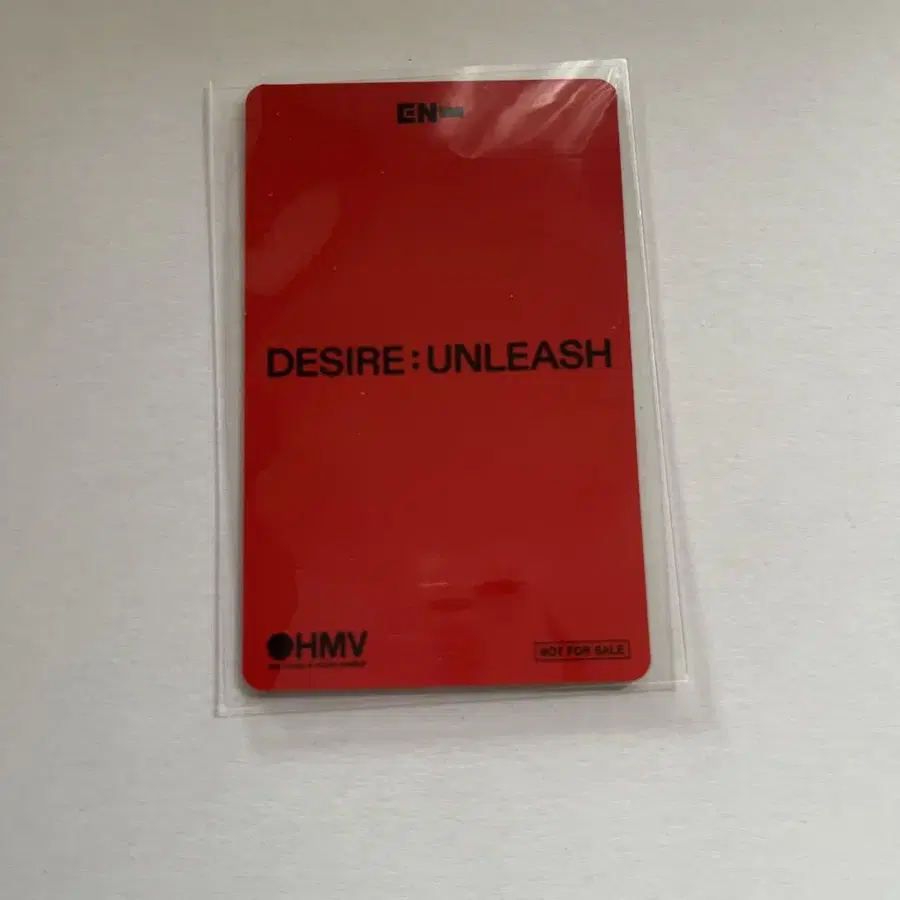 EN-
DESIRE : UNLEASH
HMV
NOT FOR SALE